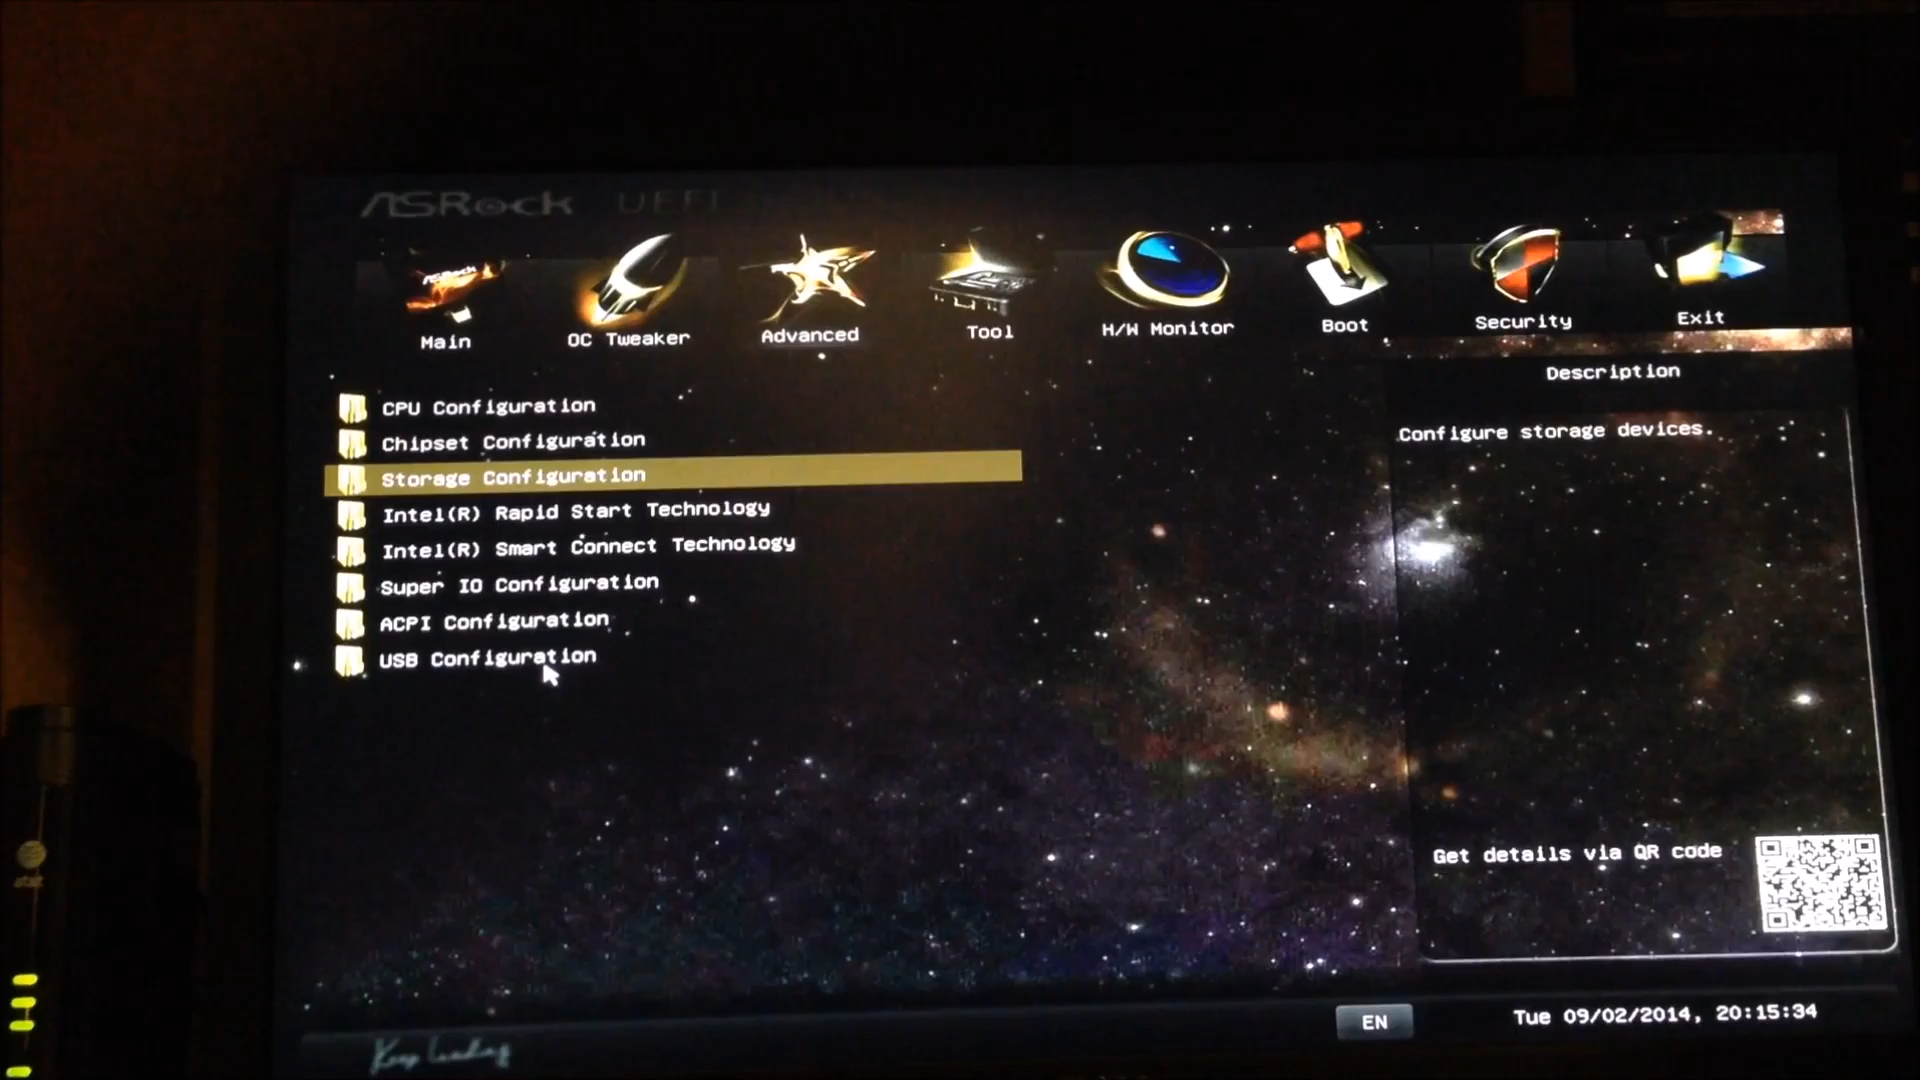 ASRock UEFI
Main
OC Tweaker
Advanced
Tool
H/W Monitor
Boot
Security
Exit
CPU Configuration
Chipset Configuration
Storage Configuration
Intel(R) Rapid Start Technology
Intel(R) Smart Connect Technology
Super IO Configuration
ACPI Configuration
USB Configuration
Description
Configure storage devices.
Get details via QR code
EN
Tue 09/02/2014, 20:15:34
at&t